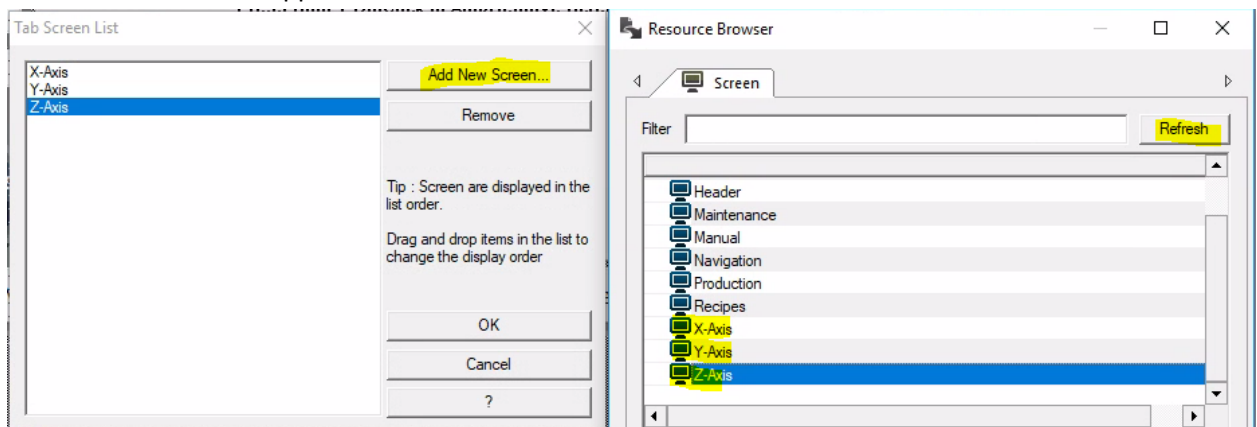 Tab Screen List
X-Axis
Y-Axis
Z-Axis
Add New Screen...
Remove
Tip : Screen are displayed in the
list order.
Drag and drop items in the list to
change the display order
OK
Cancel
?
Resource Browser
Screen
Filter
Refresh
Header
Maintenance
Manual
Navigation
Production
Recipes
X-Axis
Y-Axis
Z-Axis